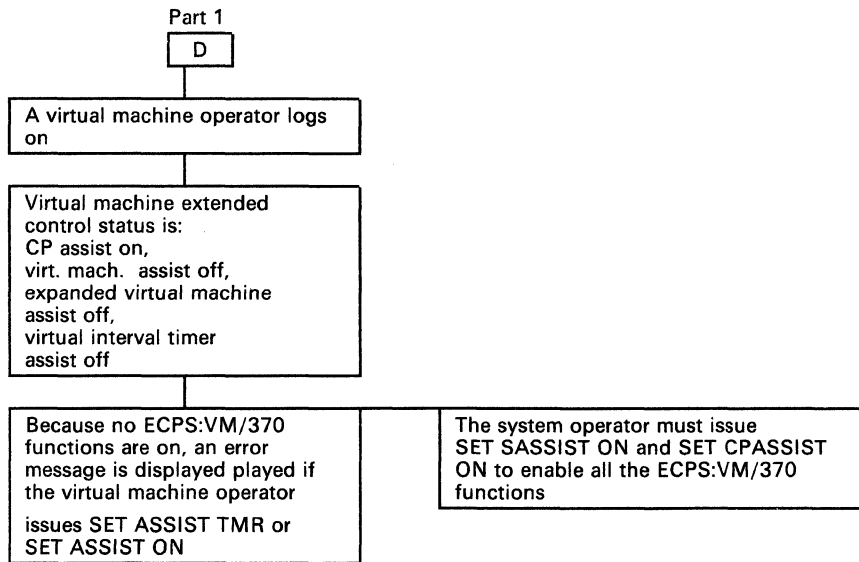 Part 1
D
A virtual machine operator logs
on
Virtual machine extended
control status is:
CP assist on,
virt. mach. assist off,
expanded virtual machine
assist off,
virtual interval timer
assist off
Because no ECPS:VM/370
functions are on, an error
message is displayed played if
the virtual machine operator
issues SET ASSIST TMR or
SET ASSIST ON
The system operator must issue
SET SASSIST ON and SET CPASSIST
ON to enable all the ECPS:VM/370
functions